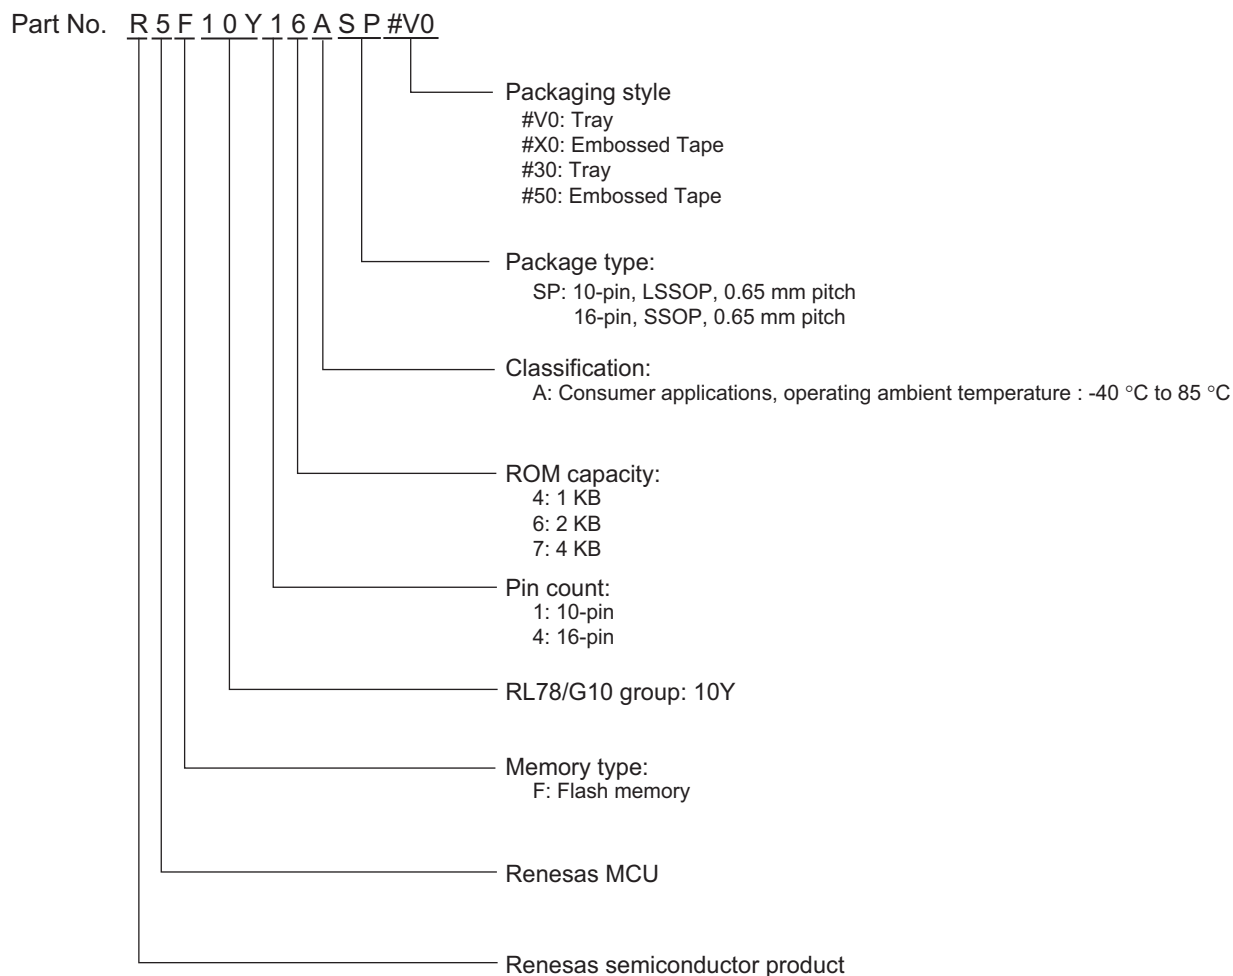 Part No. R 5 F 1 0 Y 1 6 A S P #V0
Packaging style
#V0: Tray
#X0: Embossed Tape
#30: Tray
#50: Embossed Tape
Package type:
SP: 10-pin, LSSOP, 0.65 mm pitch
16-pin, SSOP, 0.65 mm pitch
Classification:
A: Consumer applications, operating ambient temperature : -40 °C to 85 °C
ROM capacity:
4: 1 KB
6: 2 KB
7: 4 KB
Pin count:
1: 10-pin
4: 16-pin
RL78/G10 group: 10Y
Memory type:
F: Flash memory
Renesas MCU
Renesas semiconductor product